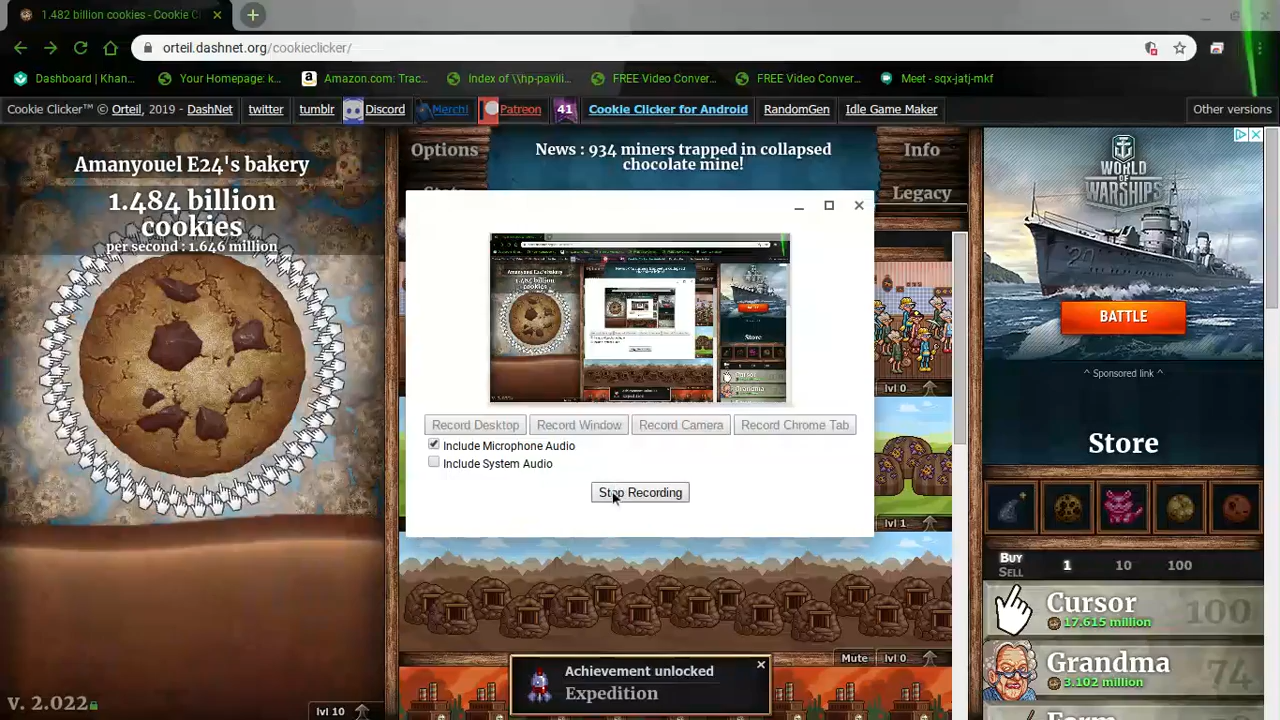 1.482 billion cookies - Cookie C
orteil.dashnet.org/cookieclicker/
Dashboard | Khan...
Your Homepage: k...
Amazon.com: Trac...
Index of \\hp-pavili...
FREE Video Conver...
FREE Video Conver...
Meet - sqx-jatj-mkf
Cookie Clicker™ © Orteil, 2019 - DashNet
twitter
tumblr
Discord
Merch!
Patreon
41
Cookie Clicker for Android
RandomGen
Idle Game Maker
Other versions
Amanyouel E24's bakery
1.484 billion
cookies
per second : 1.646 million
Options
News : 934 miners trapped in collapsed
chocolate mine!
Info
Legacy
Record Desktop
Record Window
Record Camera
Record Chrome Tab
Include Microphone Audio
Include System Audio
Stop Recording
lvl 0
lvl 1
Mute
lvl 0
Achievement unlocked
Expedition
v. 2.022
lvl 10
WORLD
OF
WARSHIPS
BATTLE
^ Sponsored link ^
Store
BUY
SELL
1
10
100
Cursor
17.615 million
100
Grandma
3.102 million
74
Farm